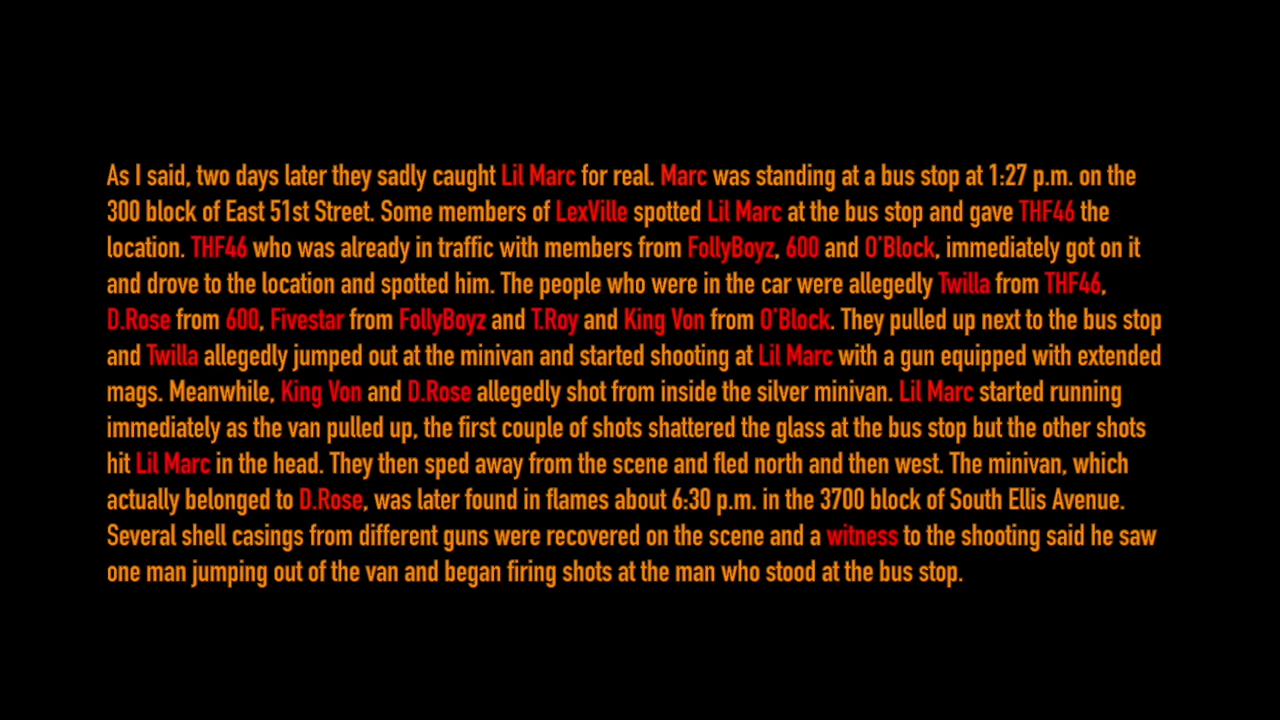 As I said, two days later they sadly caught Lil Marc for real. Marc was standing at a bus stop at 1:27 p.m. on the
300 block of East 51st Street. Some members of LexVille spotted Lil Marc at the bus stop and gave THF46 the
location. THF46 who was already in traffic with members from FollyBoyz, 600 and O'Block, immediately got on it
and drove to the location and spotted him. The people who were in the car were allegedly Twilla from THF46,
D.Rose from 600, Fivestar from FollyBoyz and T.Roy and King Von from O'Block. They pulled up next to the bus stop
and Twilla allegedly jumped out at the minivan and started shooting at Lil Marc with a gun equipped with extended
mags. Meanwhile, King Von and D.Rose allegedly shot from inside the silver minivan. Lil Marc started running
immediately as the van pulled up, the first couple of shots shattered the glass at the bus stop but the other shots
hit Lil Marc in the head. They then sped away from the scene and fled north and then west. The minivan, which
actually belonged to D.Rose, was later found in flames about 6:30 p.m. in the 3700 block of South Ellis Avenue.
Several shell casings from different guns were recovered on the scene and a witness to the shooting said he saw
one man jumping out of the van and began firing shots at the man who stood at the bus stop.